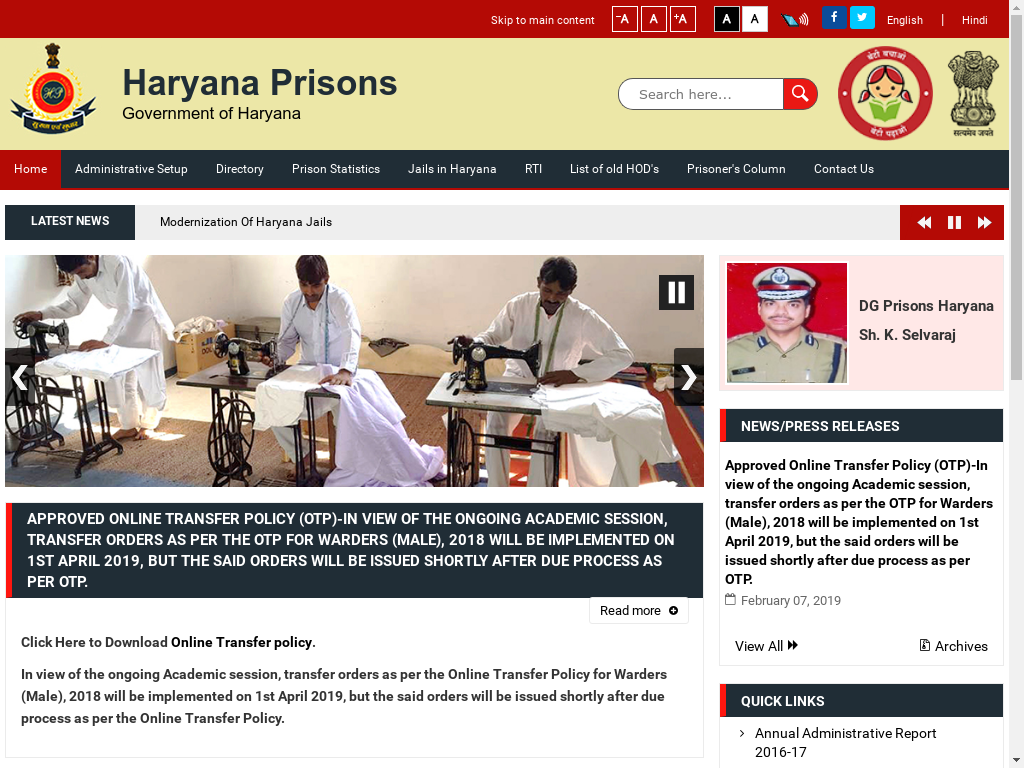 Skip to main content
-A
A
+A
A
A
English | Hindi
Haryana Prisons
Government of Haryana
Search here...
बेटी बचाओ
बेटी पढ़ाओ
सत्यमेव जयते
HP
Home
Administrative Setup
Directory
Prison Statistics
Jails in Haryana
RTI
List of old HOD's
Prisoner's Column
Contact Us
LATEST NEWS
Modernization Of Haryana Jails
DG Prisons Haryana
Sh. K. Selvaraj
APPROVED ONLINE TRANSFER POLICY (OTP)-IN VIEW OF THE ONGOING ACADEMIC SESSION,
TRANSFER ORDERS AS PER THE OTP FOR WARDERS (MALE), 2018 WILL BE IMPLEMENTED ON
1ST APRIL 2019, BUT THE SAID ORDERS WILL BE ISSUED SHORTLY AFTER DUE PROCESS AS
PER OTP.
Read more
Click Here to Download Online Transfer policy.
In view of the ongoing Academic session, transfer orders as per the Online Transfer Policy for Warders
(Male), 2018 will be implemented on 1st April 2019, but the said orders will be issued shortly after due
process as per the Online Transfer Policy.
NEWS/PRESS RELEASES
Approved Online Transfer Policy (OTP)-In
view of the ongoing Academic session,
transfer orders as per the OTP for Warders
(Male), 2018 will be implemented on 1st
April 2019, but the said orders will be
issued shortly after due process as per
OTP.
February 07, 2019
View All
Archives
QUICK LINKS
Annual Administrative Report
2016-17